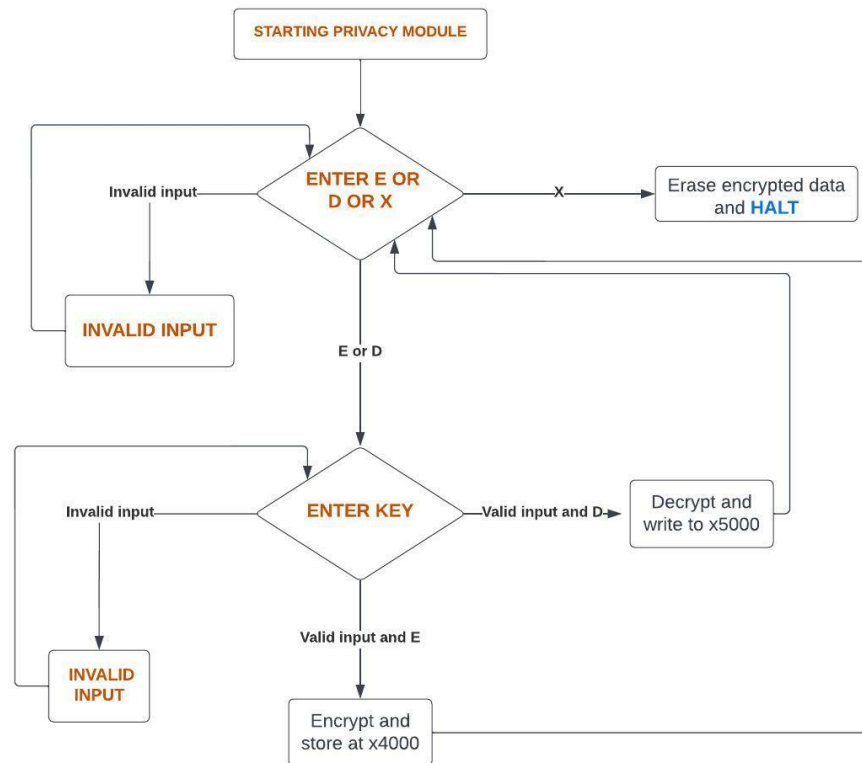 STARTING PRIVACY MODULE
ENTER E OR
D OR X
Invalid input
X
Erase encrypted data
and HALT
INVALID INPUT
E or D
ENTER KEY
Invalid input
Valid input and D
Decrypt and
write to x5000
Valid input and E
INVALID
INPUT
Encrypt and
store at x4000